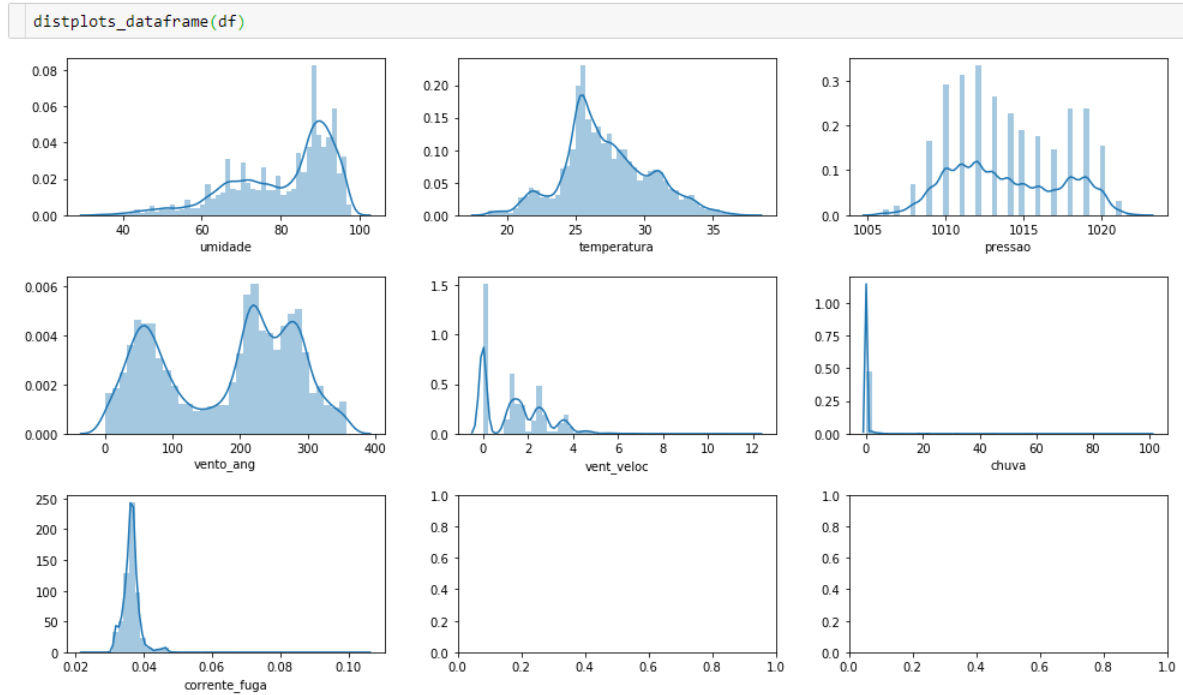 distplots_dataframe(df)
0.08
0.06
0.04
0.02
0.00
40 60 80 100
umidade
0.20
0.15
0.10
0.05
0.00
20 25 30 35
temperatura
0.3
0.2
0.1
0.0
1005 1010 1015 1020
pressao
0.006
0.004
0.002
0.000
0 100 200 300 400
vento_ang
1.5
1.0
0.5
0.0
0 2 4 6 8 10 12
vent_veloc
1.00
0.75
0.50
0.25
0.00
0 20 40 60 80 100
chuva
250
200
150
100
50
0
0.02 0.04 0.06 0.08 0.10
corrente_fuga
1.0
0.8
0.6
0.4
0.2
0.0
0.0 0.2 0.4 0.6 0.8 1.0
1.0
0.8
0.6
0.4
0.2
0.0
0.0 0.2 0.4 0.6 0.8 1.0